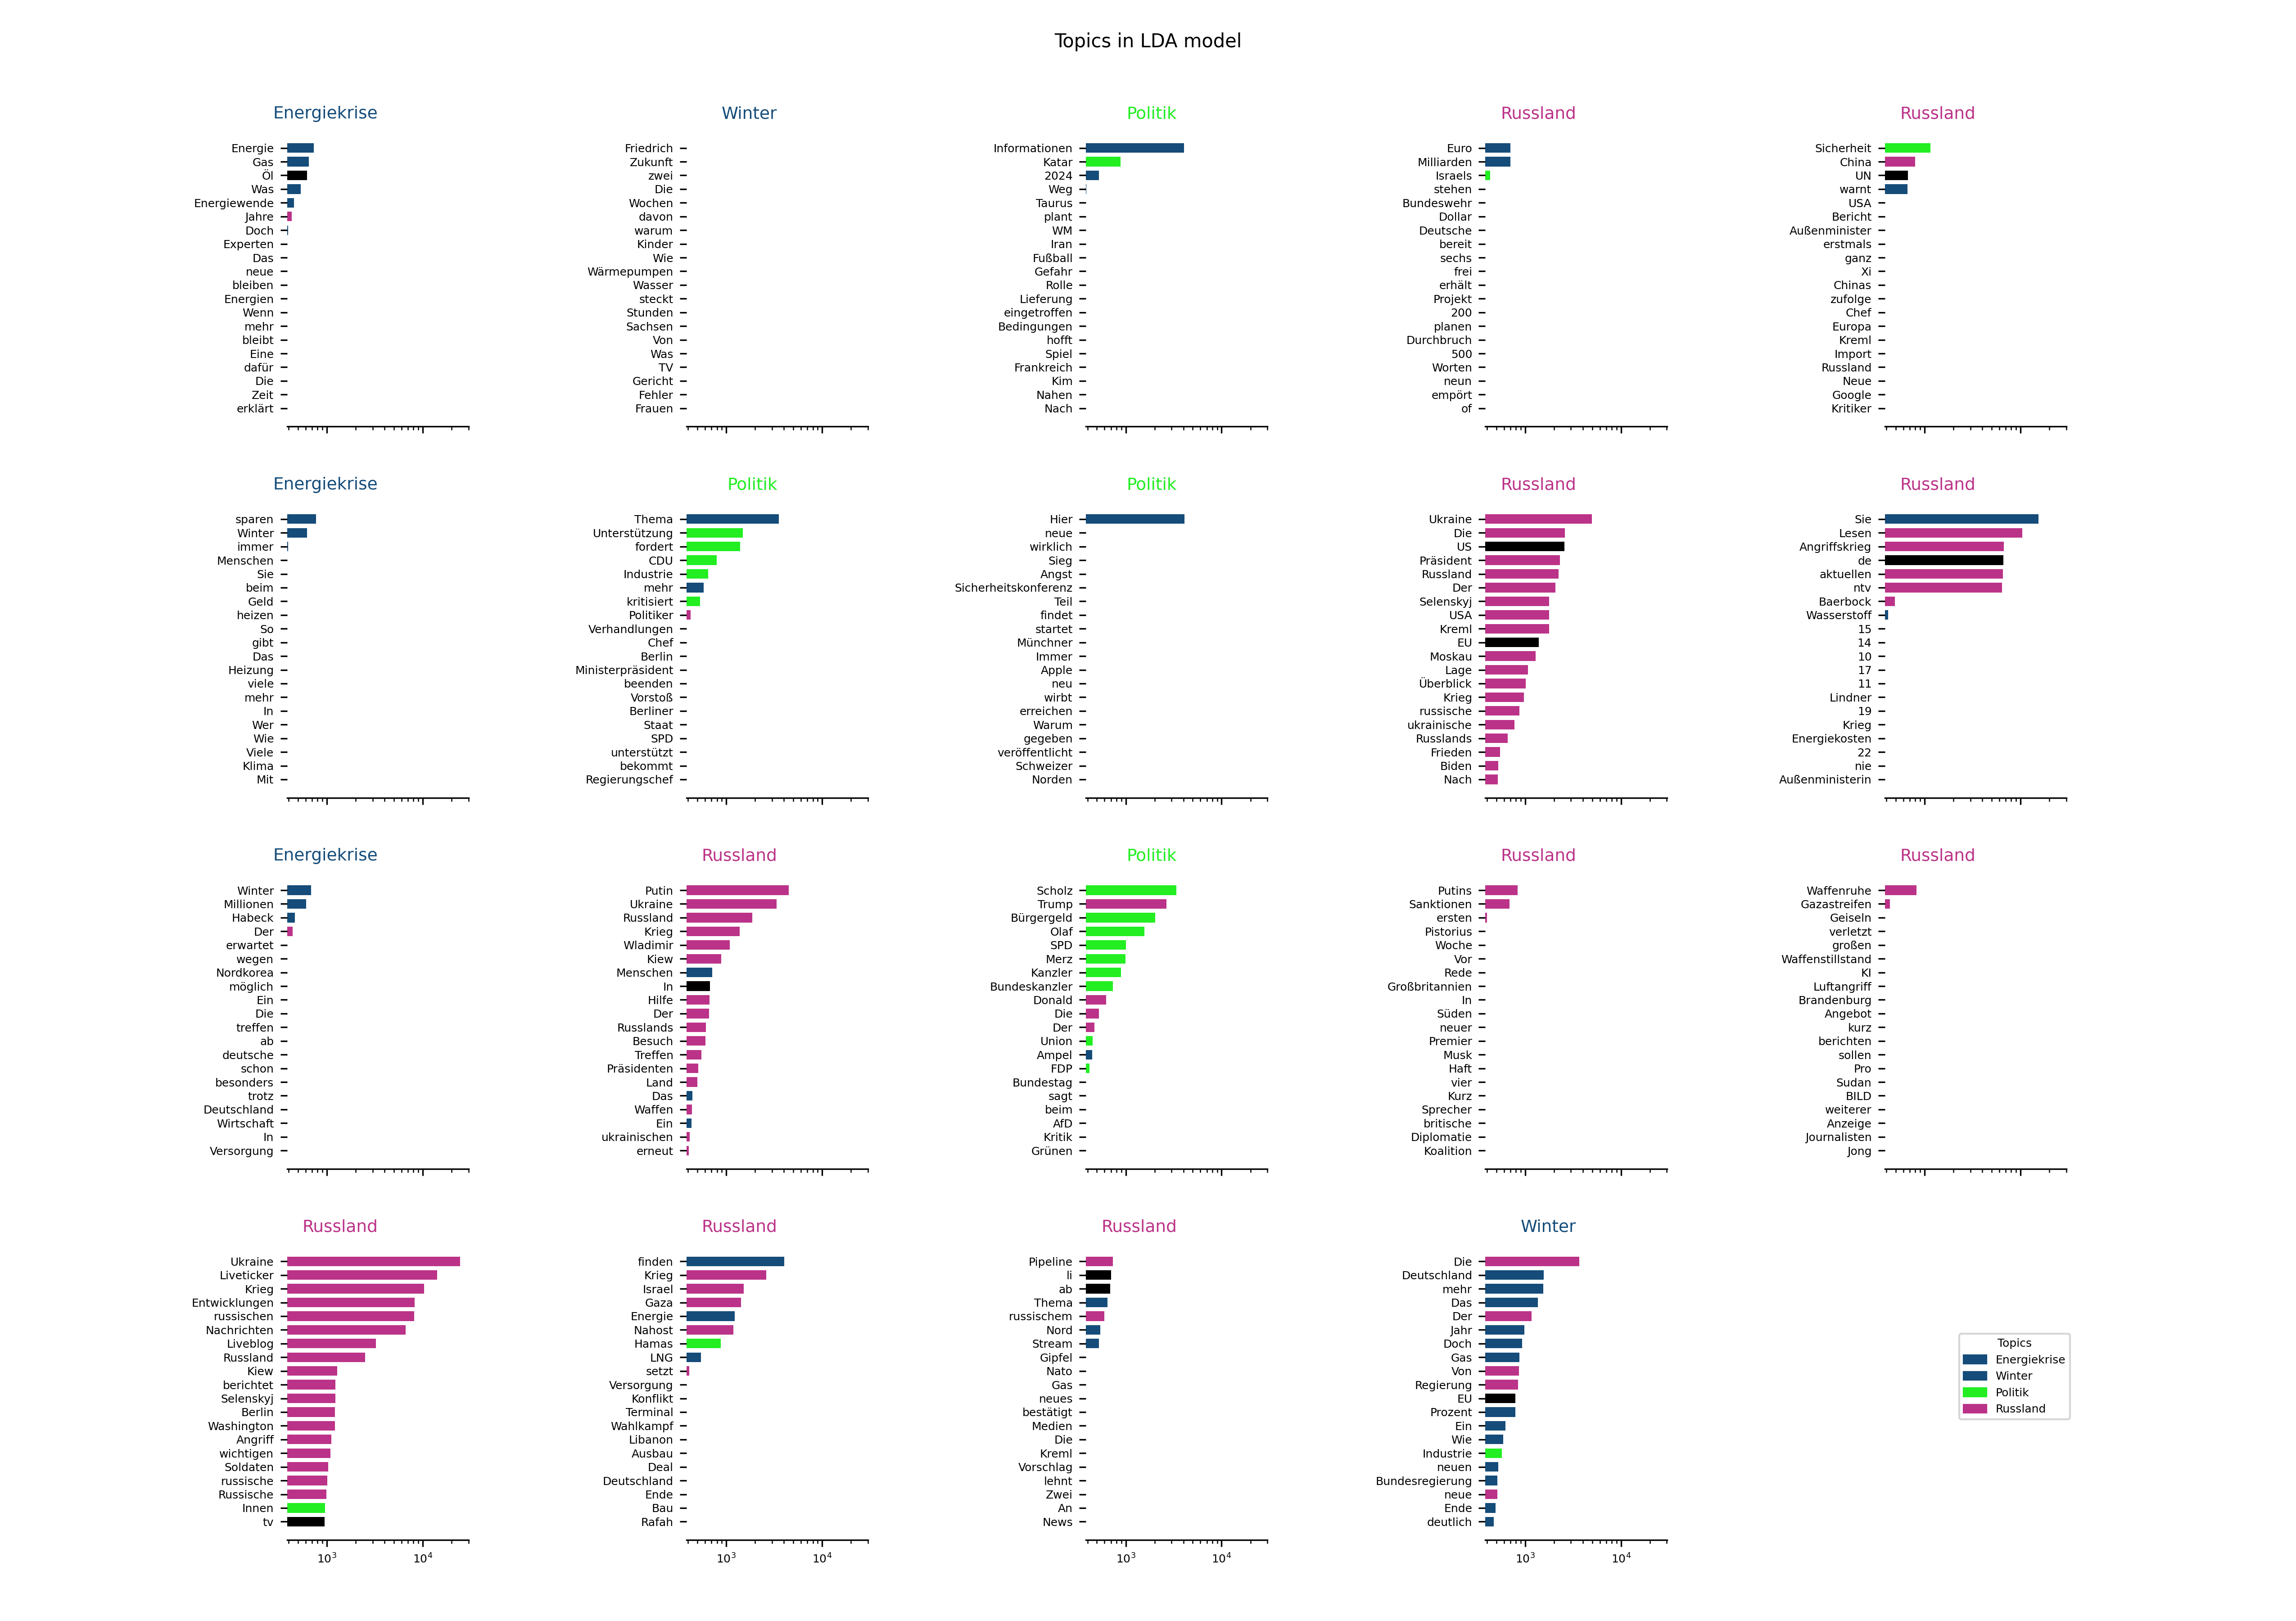 Topics in LDA model
Energiekrise
Energie
Gas
Öl
Was
Energiewende
Jahre
Doch
Experten
Das
neue
bleiben
Energien
Wenn
mehr
bleibt
Eine
dafür
Die
Zeit
erklärt
Winter
Friedrich
Zukunft
zwei
Die
Wochen
davon
warum
Kinder
Wie
Wärmepumpen
Wasser
steckt
Stunden
Sachsen
Von
Was
TV
Gericht
Fehler
Frauen
Politik
Informationen
Katar
2024
Weg
Taurus
plant
WM
Iran
Fußball
Gefahr
Rolle
Lieferung
eingetroffen
Bedingungen
hofft
Spiel
Frankreich
Kim
Nahen
Nach
Russland
Euro
Milliarden
Israels
stehen
Bundeswehr
Dollar
Deutsche
bereit
sechs
frei
erhält
Projekt
200
planen
Durchbruch
500
Worten
neun
empört
of
Russland
Sicherheit
China
UN
warnt
USA
Bericht
Außenminister
erstmals
ganz
Xi
Chinas
zufolge
Chef
Europa
Kreml
Import
Russland
Neue
Google
Kritiker
Energiekrise
sparen
Winter
immer
Menschen
Sie
beim
Geld
heizen
So
gibt
Das
Heizung
viele
mehr
In
Wer
Wie
Viele
Klima
Mit
Politik
Thema
Unterstützung
fordert
CDU
Industrie
mehr
kritisiert
Politiker
Verhandlungen
Chef
Berlin
Ministerpräsident
beenden
Vorstoß
Berliner
Staat
SPD
unterstützt
bekommt
Regierungschef
Politik
Hier
neue
wirklich
Sieg
Angst
Sicherheitskonferenz
Teil
findet
startet
Münchner
Immer
Apple
neu
wirbt
erreichen
Warum
gegeben
veröffentlicht
Schweizer
Norden
Russland
Ukraine
Die
US
Präsident
Russland
Der
Selenskyj
USA
Kreml
EU
Moskau
Lage
Überblick
Krieg
russische
ukrainische
Russlands
Frieden
Biden
Nach
Russland
Sie
Lesen
Angriffskrieg
de
aktuellen
ntv
Baerbock
Wasserstoff
15
14
10
17
11
Lindner
19
Krieg
Energiekosten
22
nie
Außenministerin
Energiekrise
Winter
Millionen
Habeck
Der
erwartet
wegen
Nordkorea
möglich
Ein
Die
treffen
ab
deutsche
schon
besonders
trotz
Deutschland
Wirtschaft
In
Versorgung
Russland
Putin
Ukraine
Russland
Krieg
Wladimir
Kiew
Menschen
In
Hilfe
Der
Russlands
Besuch
Treffen
Präsidenten
Land
Das
Waffen
Ein
ukrainischen
erneut
Politik
Scholz
Trump
Bürgergeld
Olaf
SPD
Merz
Kanzler
Bundeskanzler
Donald
Die
Der
Union
Ampel
FDP
Bundestag
sagt
beim
AfD
Kritik
Grünen
Russland
Putins
Sanktionen
ersten
Pistorius
Woche
Vor
Rede
Großbritannien
In
Süden
neuer
Premier
Musk
Haft
vier
Kurz
Sprecher
britische
Diplomatie
Koalition
Russland
Waffenruhe
Gazastreifen
Geiseln
verletzt
großen
Waffenstillstand
KI
Luftangriff
Brandenburg
Angebot
kurz
berichten
sollen
Pro
Sudan
BILD
weiterer
Anzeige
Journalisten
Jong
Russland
Ukraine
Liveticker
Krieg
Entwicklungen
russischen
Nachrichten
Liveblog
Russland
Kiew
berichtet
Selenskyj
Berlin
Washington
Angriff
wichtigen
Soldaten
russische
Russische
Innen
tv
10³ 10⁴
Russland
finden
Krieg
Israel
Gaza
Energie
Nahost
Hamas
LNG
setzt
Versorgung
Konflikt
Terminal
Wahlkampf
Libanon
Ausbau
Deal
Deutschland
Ende
Bau
Rafah
10³ 10⁴
Russland
Pipeline
li
ab
Thema
russischem
Nord
Stream
Gipfel
Nato
Gas
neues
bestätigt
Medien
Die
Kreml
Vorschlag
lehnt
Zwei
An
News
10³ 10⁴
Winter
Die
Deutschland
mehr
Das
Der
Jahr
Doch
Gas
Von
Regierung
EU
Prozent
Ein
Wie
Industrie
neuen
Bundesregierung
neue
Ende
deutlich
10³ 10⁴
Topics
Energiekrise
Winter
Politik
Russland